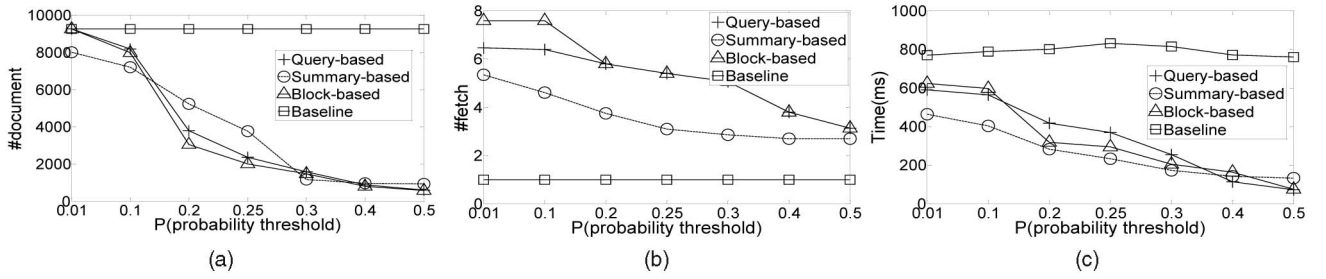 10000
8000
6000
4000
2000
0
#document
Query-based
Summary-based
Block-based
Baseline
0.01 0.1 0.2 0.25 0.3 0.4 0.5
P(probability threshold)
(a)
8
6
4
2
0
#fetch
Query-based
Summary-based
Block-based
Baseline
0.01 0.1 0.2 0.25 0.3 0.4 0.5
P(probability threshold)
(b)
1000
800
600
400
200
0
Time(ms)
Query-based
Summary-based
Block-based
Baseline
0.01 0.1 0.2 0.25 0.3 0.4 0.5
P(probability threshold)
(c)